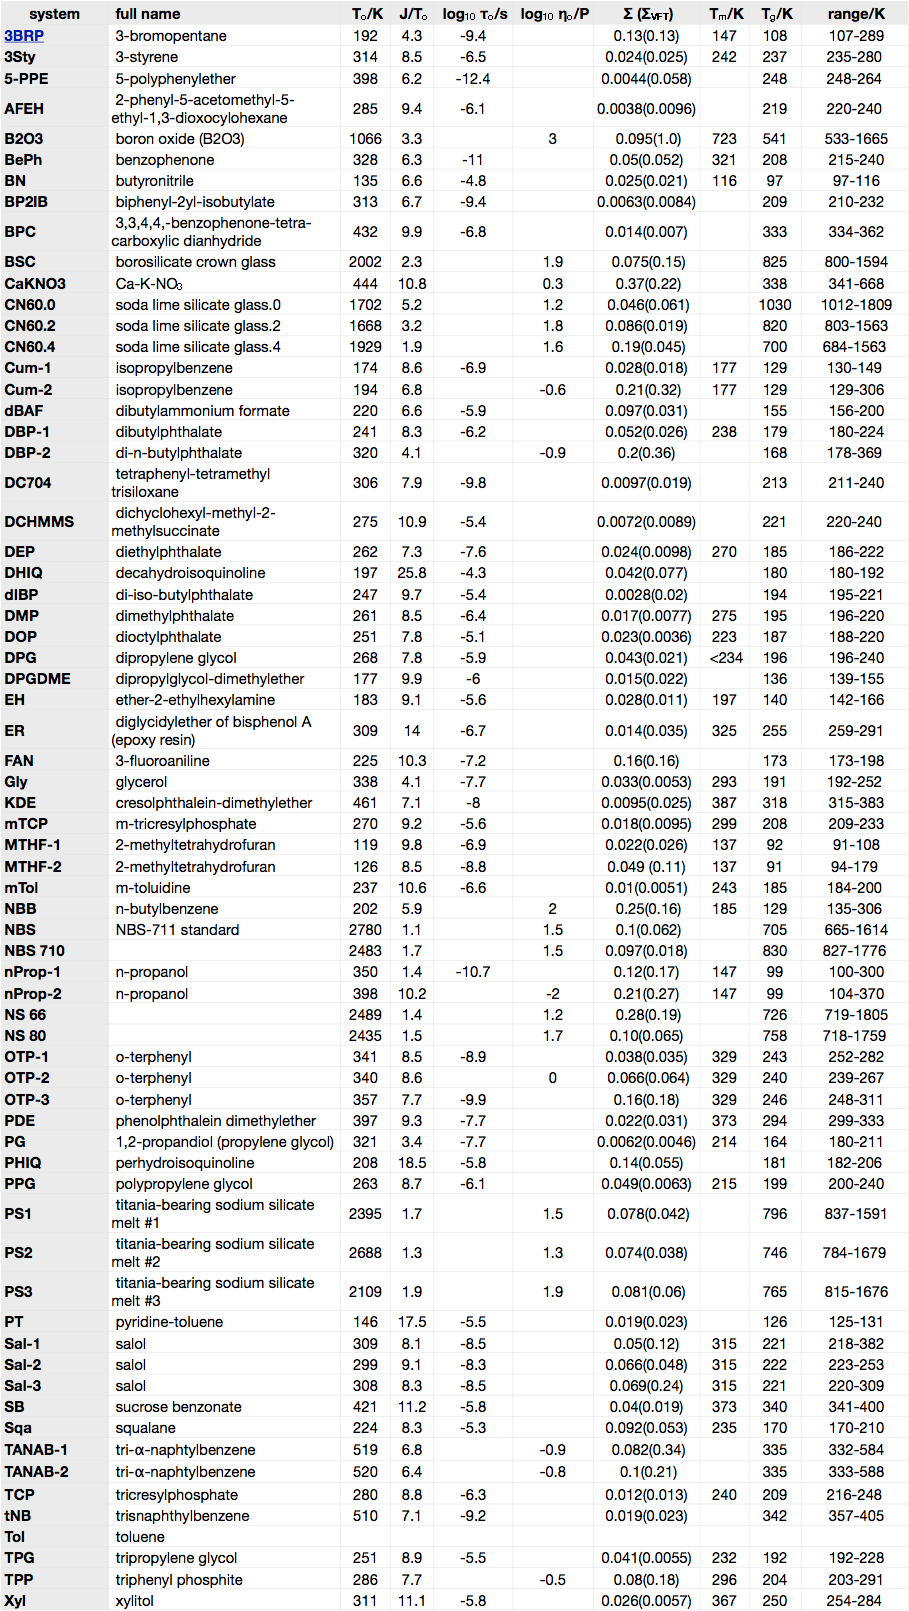 system full name Tₒ/K J/Tₒ log₁₀ τₒ/s log₁₀ ηₒ/P Σ (Σᵥꜰᴛ) Tₘ/K T_g/K range/K
3BRP 3-bromopentane 192 4.3 -9.4 0.13(0.13) 147 108 107-289
3Sty 3-styrene 314 8.5 -6.5 0.024(0.025) 242 237 235-280
5-PPE 5-polyphenylether 398 6.2 -12.4 0.0044(0.058) 248 248-264
AFEH 2-phenyl-5-acetomethyl-5-
ethyl-1,3-dioxocylohexane 285 9.4 -6.1 0.0038(0.0096) 219 220-240
B2O3 boron oxide (B2O3) 1066 3.3 3 0.095(1.0) 723 541 533-1665
BePh benzophenone 328 6.3 -11 0.05(0.052) 321 208 215-240
BN butyronitrile 135 6.6 -4.8 0.025(0.021) 116 97 97-116
BP2IB biphenyl-2yl-isobutylate 313 6.7 -9.4 0.0063(0.0084) 209 210-232
BPC 3,3,4,4,-benzophenone-tetra-
carboxylic dianhydride 432 9.9 -6.8 0.014(0.007) 333 334-362
BSC borosilicate crown glass 2002 2.3 1.9 0.075(0.15) 825 800-1594
CaKNO3 Ca-K-NO₃ 444 10.8 0.3 0.37(0.22) 338 341-668
CN60.0 soda lime silicate glass.0 1702 5.2 1.2 0.046(0.061) 1030 1012-1809
CN60.2 soda lime silicate glass.2 1668 3.2 1.8 0.086(0.019) 820 803-1563
CN60.4 soda lime silicate glass.4 1929 1.9 1.6 0.19(0.045) 700 684-1563
Cum-1 isopropylbenzene 174 8.6 -6.9 0.028(0.018) 177 129 130-149
Cum-2 isopropylbenzene 194 6.8 -0.6 0.21(0.32) 177 129 129-306
dBAF dibutylammonium formate 220 6.6 -5.9 0.097(0.031) 155 156-200
DBP-1 dibutylphthalate 241 8.3 -6.2 0.052(0.026) 238 179 180-224
DBP-2 di-n-butylphthalate 320 4.1 -0.9 0.2(0.36) 168 178-369
DC704 tetraphenyl-tetramethyl
trisiloxane 306 7.9 -9.8 0.0097(0.019) 213 211-240
DCHMMS dichyclohexyl-methyl-2-
methylsuccinate 275 10.9 -5.4 0.0072(0.0089) 221 220-240
DEP diethylphthalate 262 7.3 -7.6 0.024(0.0098) 270 185 186-222
DHIQ decahydroisoquinoline 197 25.8 -4.3 0.042(0.077) 180 180-192
dIBP di-iso-butylphthalate 247 9.7 -5.4 0.0028(0.02) 194 195-221
DMP dimethylphthalate 261 8.5 -6.4 0.017(0.0077) 275 195 196-220
DOP dioctylphthalate 251 7.8 -5.1 0.023(0.0036) 223 187 188-220
DPG dipropylene glycol 268 7.8 -5.9 0.043(0.021) <234 196 196-240
DPGDME dipropylglycol-dimethylether 177 9.9 -6 0.015(0.022) 136 139-155
EH ether-2-ethylhexylamine 183 9.1 -5.6 0.028(0.011) 197 140 142-166
ER diglycidylether of bisphenol A
(epoxy resin) 309 14 -6.7 0.014(0.035) 325 255 259-291
FAN 3-fluoroaniline 225 10.3 -7.2 0.16(0.16) 173 173-198
Gly glycerol 338 4.1 -7.7 0.033(0.0053) 293 191 192-252
KDE cresolphthalein-dimethylether 461 7.1 -8 0.0095(0.025) 387 318 315-383
mTCP m-tricresylphosphate 270 9.2 -5.6 0.018(0.0095) 299 208 209-233
MTHF-1 2-methyltetrahydrofuran 119 9.8 -6.9 0.022(0.026) 137 92 91-108
MTHF-2 2-methyltetrahydrofuran 126 8.5 -8.8 0.049 (0.11) 137 91 94-179
mTol m-toluidine 237 10.6 -6.6 0.01(0.0051) 243 185 184-200
NBB n-butylbenzene 202 5.9 2 0.25(0.16) 185 129 135-306
NBS NBS-711 standard 2780 1.1 1.5 0.1(0.062) 705 665-1614
NBS 710 2483 1.7 1.5 0.097(0.018) 830 827-1776
nProp-1 n-propanol 350 1.4 -10.7 0.12(0.17) 147 99 100-300
nProp-2 n-propanol 398 10.2 -2 0.21(0.27) 147 99 104-370
NS 66 2489 1.4 1.2 0.28(0.19) 726 719-1805
NS 80 2435 1.5 1.7 0.10(0.065) 758 718-1759
OTP-1 o-terphenyl 341 8.5 -8.9 0.038(0.035) 329 243 252-282
OTP-2 o-terphenyl 340 8.6 0 0.066(0.064) 329 240 239-267
OTP-3 o-terphenyl 357 7.7 -9.9 0.16(0.18) 329 246 248-311
PDE phenolphthalein dimethylether 397 9.3 -7.7 0.022(0.031) 373 294 299-333
PG 1,2-propandiol (propylene glycol) 321 3.4 -7.7 0.0062(0.0046) 214 164 180-211
PHIQ perhydroisoquinoline 208 18.5 -5.8 0.14(0.055) 181 182-206
PPG polypropylene glycol 263 8.7 -6.1 0.049(0.0063) 215 199 200-240
PS1 titania-bearing sodium silicate
melt #1 2395 1.7 1.5 0.078(0.042) 796 837-1591
PS2 titania-bearing sodium silicate
melt #2 2688 1.3 1.3 0.074(0.038) 746 784-1679
PS3 titania-bearing sodium silicate
melt #3 2109 1.9 1.9 0.081(0.06) 765 815-1676
PT pyridine-toluene 146 17.5 -5.5 0.019(0.023) 126 125-131
Sal-1 salol 309 8.1 -8.5 0.05(0.12) 315 221 218-382
Sal-2 salol 299 9.1 -8.3 0.066(0.048) 315 222 223-253
Sal-3 salol 308 8.3 -8.5 0.069(0.24) 315 221 220-309
SB sucrose benzonate 421 11.2 -5.8 0.04(0.019) 373 340 341-400
Sqa squalane 224 8.3 -5.3 0.092(0.053) 235 170 170-210
TANAB-1 tri-α-naphtylbenzene 519 6.8 -0.9 0.082(0.34) 335 332-584
TANAB-2 tri-α-naphtylbenzene 520 6.4 -0.8 0.1(0.21) 335 333-588
TCP tricresylphosphate 280 8.8 -6.3 0.012(0.013) 240 209 216-248
tNB trisnaphthylbenzene 510 7.1 -9.2 0.019(0.023) 342 357-405
Tol toluene
TPG tripropylene glycol 251 8.9 -5.5 0.041(0.0055) 232 192 192-228
TPP triphenyl phosphite 286 7.7 -0.5 0.08(0.18) 296 204 203-291
Xyl xylitol 311 11.1 -5.8 0.026(0.0057) 367 250 254-284